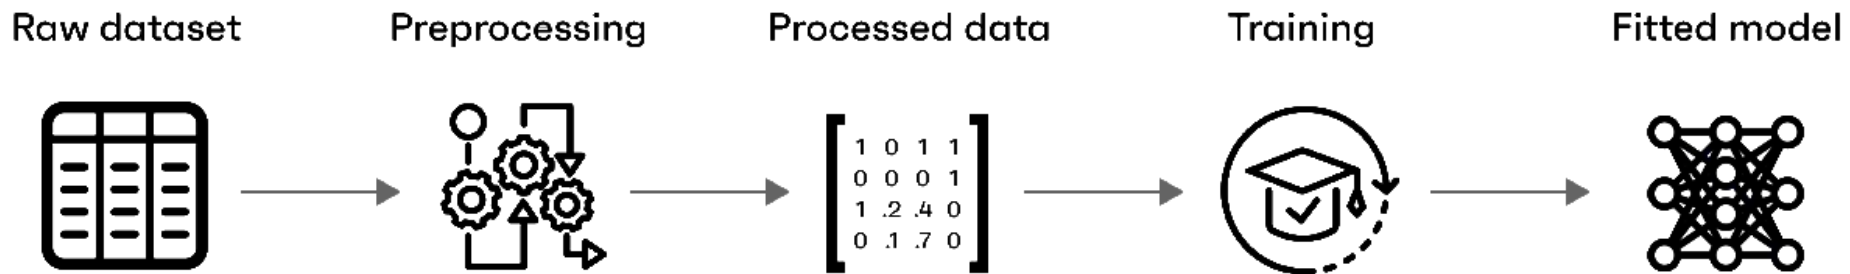 Raw dataset
Preprocessing
Processed data
Training
Fitted model
1 0 1 1
0 0 0 1
1 .2 .4 0
0 .1 .7 0